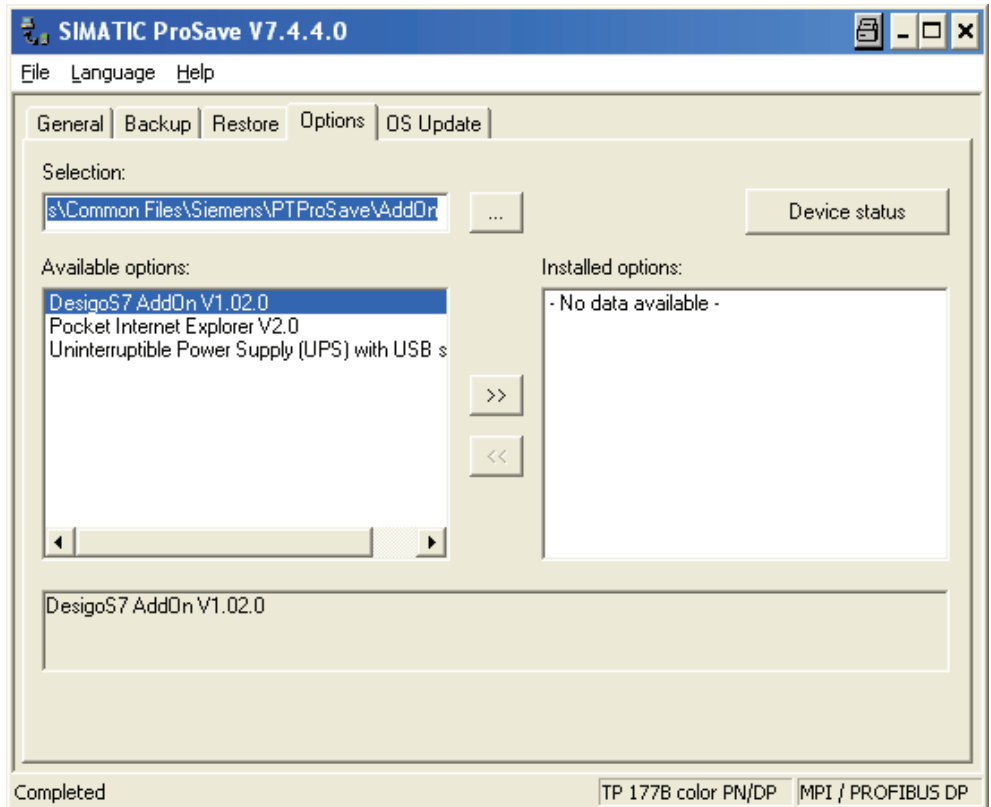 SIMATIC ProSave V7.4.4.0
File Language Help
General Backup Restore Options OS Update
Selection:
s\Common Files\Siemens\PTProSave\AddOn
...
Device status
Available options:
Installed options:
DesigoS7 AddOn V1.02.0
Pocket Internet Explorer V2.0
Uninterruptible Power Supply (UPS) with USB s
- No data available -
>>
<<
DesigoS7 AddOn V1.02.0
Completed
TP 177B color PN/DP
MPI / PROFIBUS DP